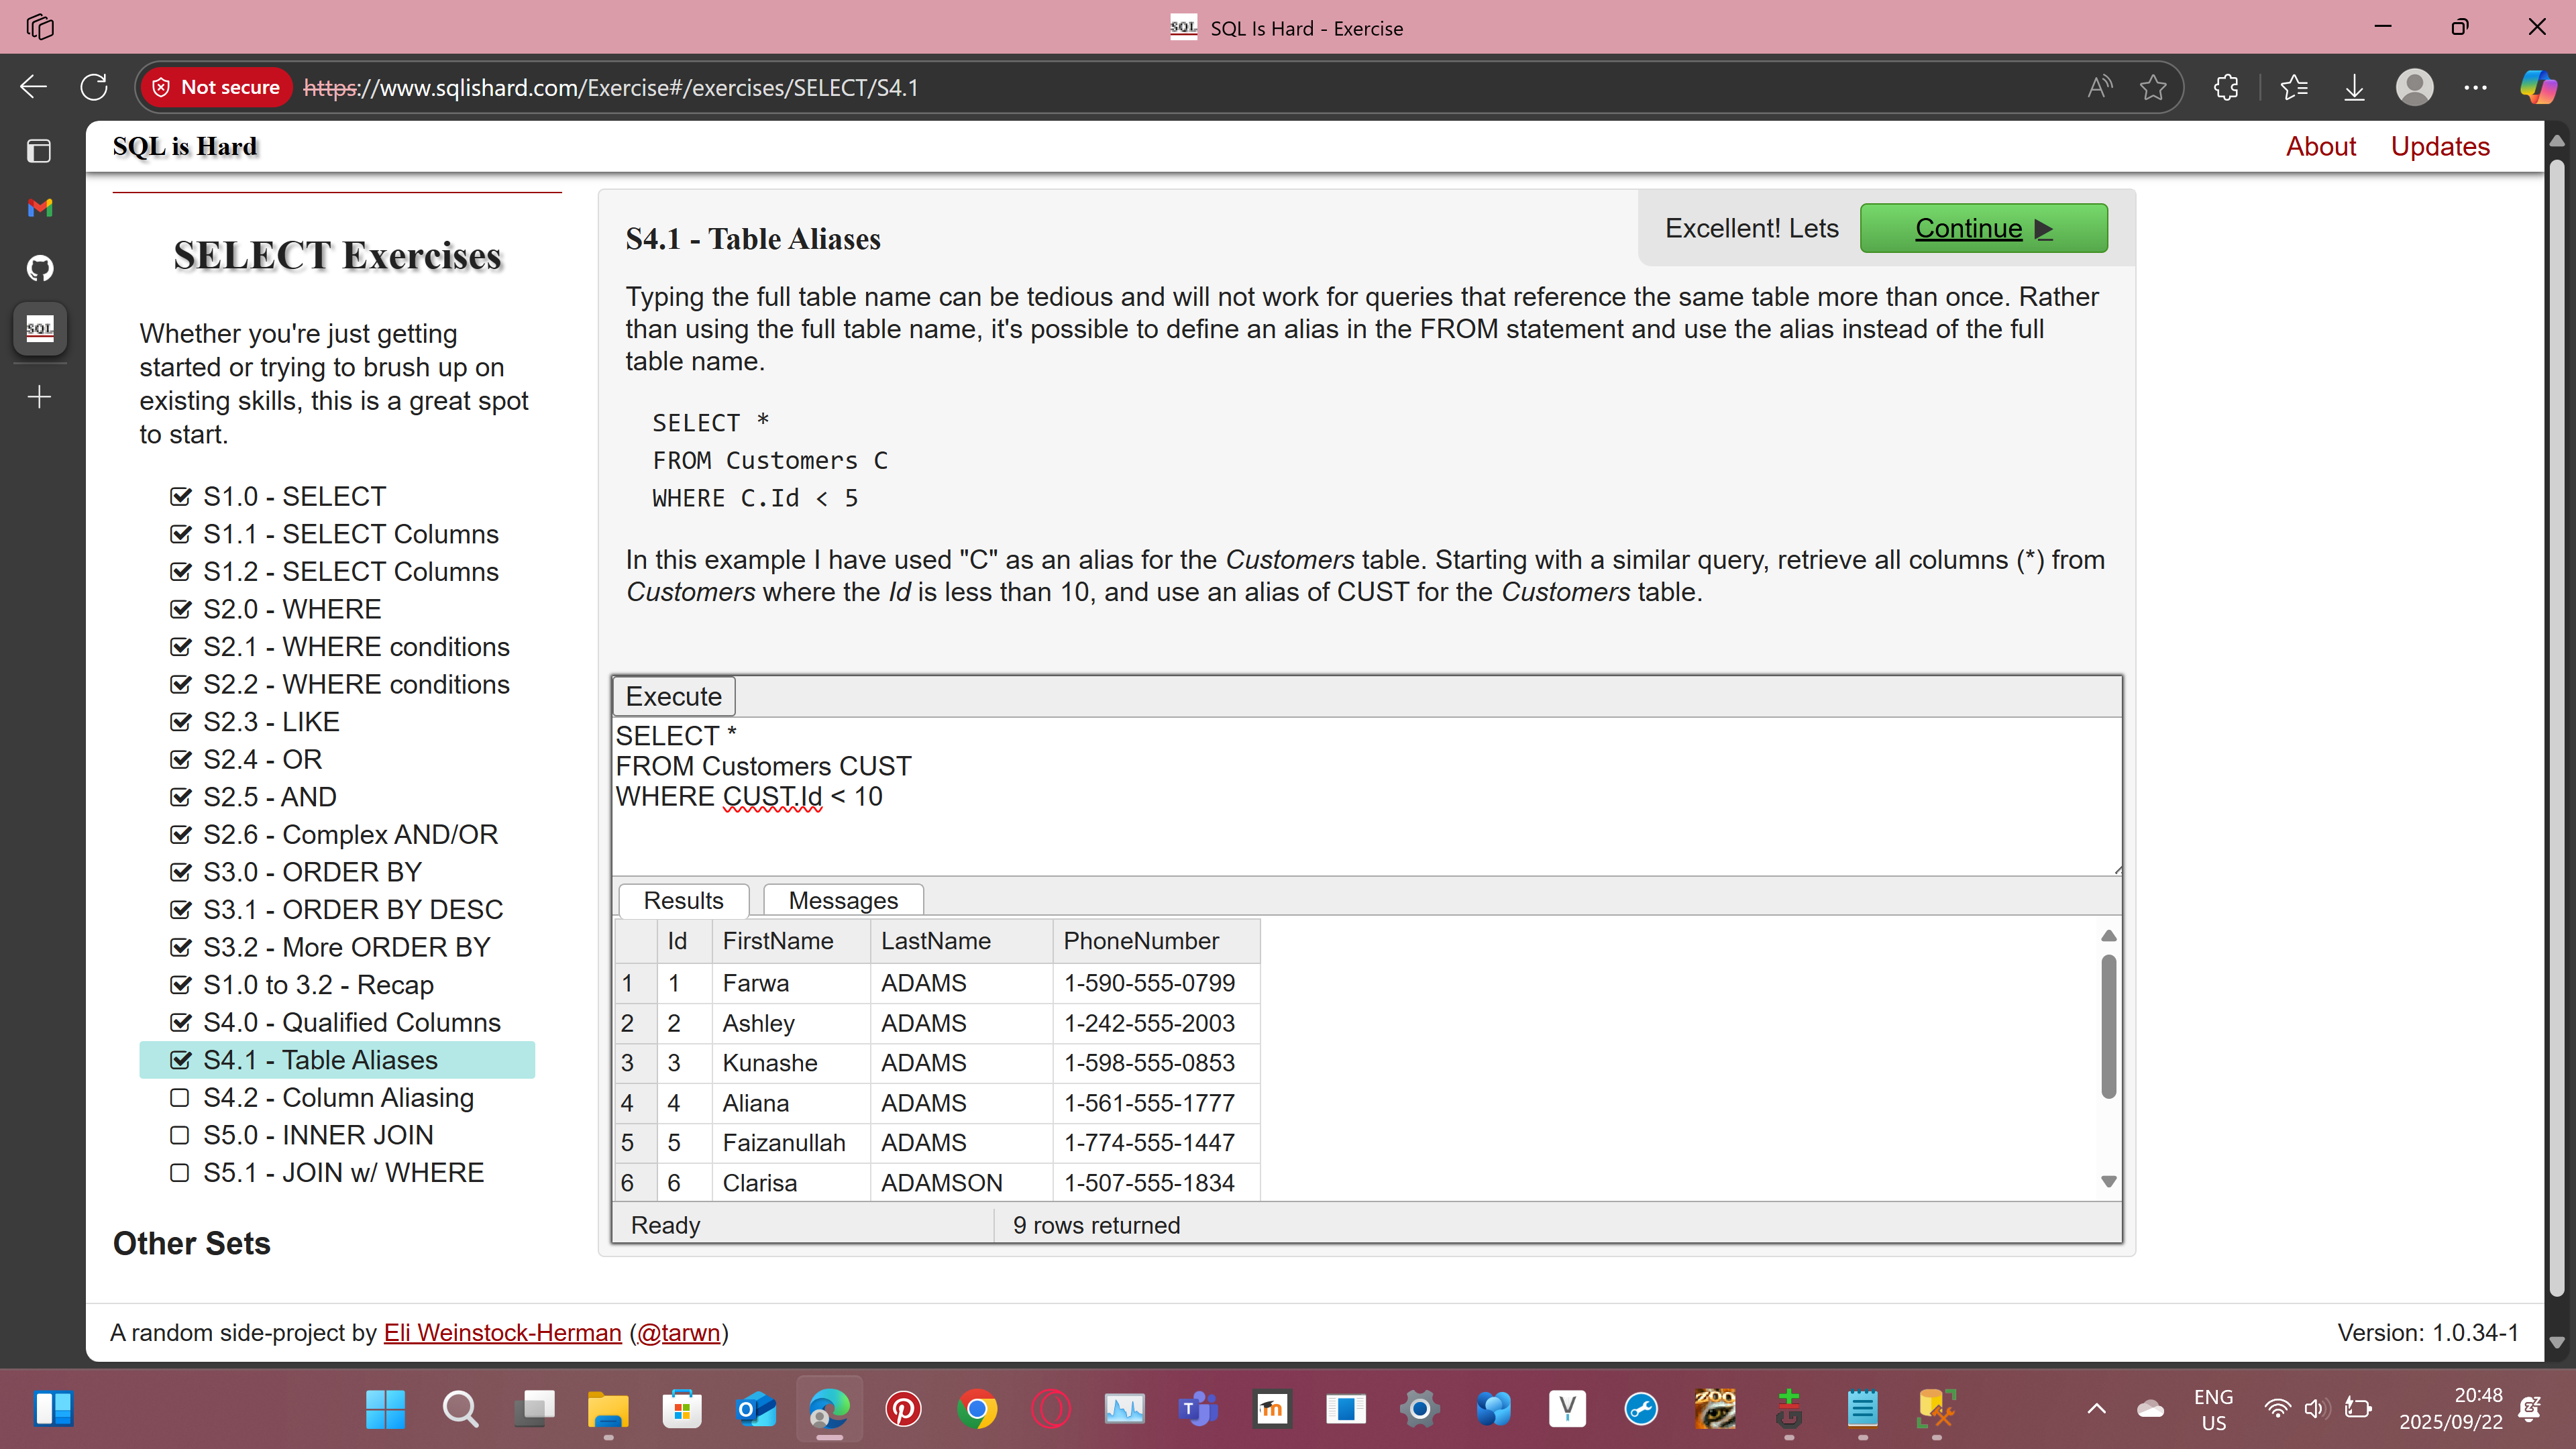 SQL Is Hard - Exercise
Not secure
https://www.sqlishard.com/Exercise#/exercises/SELECT/S4.1
SQL is Hard
About
Updates
SELECT Exercises
Whether you're just getting
started or trying to brush up on
existing skills, this is a great spot
to start.
S1.0 - SELECT
S1.1 - SELECT Columns
S1.2 - SELECT Columns
S2.0 - WHERE
S2.1 - WHERE conditions
S2.2 - WHERE conditions
S2.3 - LIKE
S2.4 - OR
S2.5 - AND
S2.6 - Complex AND/OR
S3.0 - ORDER BY
S3.1 - ORDER BY DESC
S3.2 - More ORDER BY
S1.0 to 3.2 - Recap
S4.0 - Qualified Columns
S4.1 - Table Aliases
S4.2 - Column Aliasing
S5.0 - INNER JOIN
S5.1 - JOIN w/ WHERE
Other Sets
S4.1 - Table Aliases
Excellent! Lets
Continue
Typing the full table name can be tedious and will not work for queries that reference the same table more than once. Rather
than using the full table name, it's possible to define an alias in the FROM statement and use the alias instead of the full
table name.
SELECT *
FROM Customers C
WHERE C.Id < 5
In this example I have used "C" as an alias for the Customers table. Starting with a similar query, retrieve all columns (*) from
Customers where the Id is less than 10, and use an alias of CUST for the Customers table.
Execute
SELECT *
FROM Customers CUST
WHERE CUST.Id < 10
Results
Messages
Id FirstName LastName PhoneNumber
1 1 Farwa ADAMS 1-590-555-0799
2 2 Ashley ADAMS 1-242-555-2003
3 3 Kunashe ADAMS 1-598-555-0853
4 4 Aliana ADAMS 1-561-555-1777
5 5 Faizanullah ADAMS 1-774-555-1447
6 6 Clarisa ADAMSON 1-507-555-1834
Ready
9 rows returned
A random side-project by Eli Weinstock-Herman (@tarwn)
Version: 1.0.34-1
ENG
US
20:48
2025/09/22